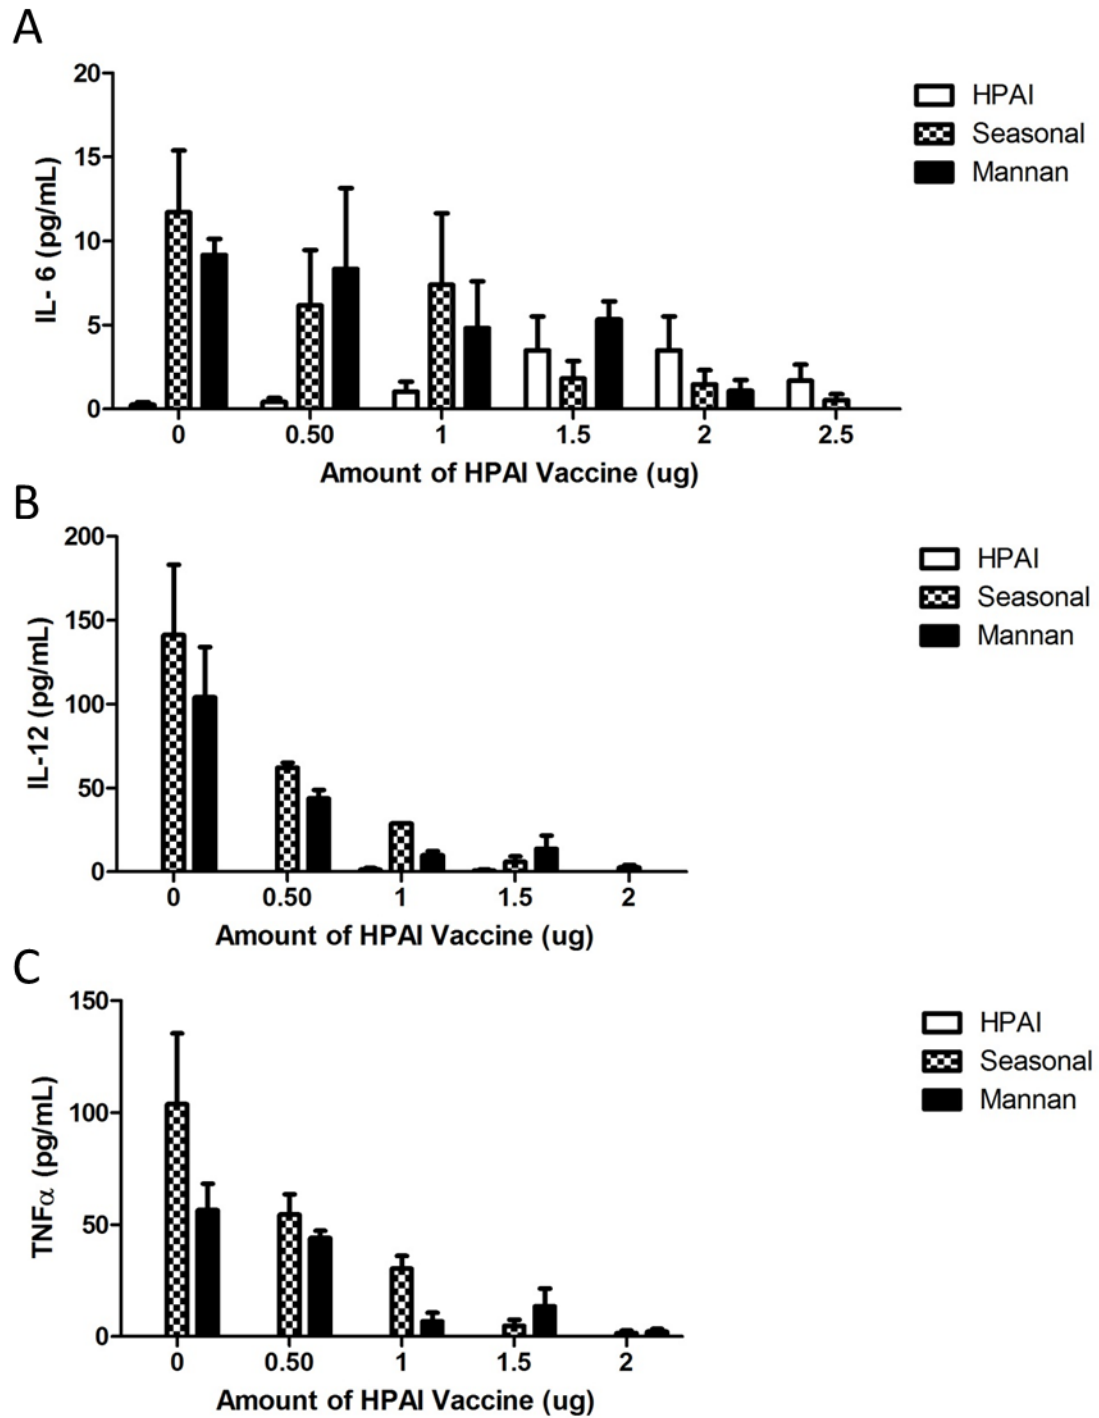 A
20
15
10
5
0
IL- 6 (pg/mL)
HPAI
Seasonal
Mannan
0 0.50 1 1.5 2 2.5
Amount of HPAI Vaccine (ug)
B
200
150
100
50
0
IL-12 (pg/mL)
HPAI
Seasonal
Mannan
0 0.50 1 1.5 2
Amount of HPAI Vaccine (ug)
C
150
100
50
0
TNFα (pg/mL)
HPAI
Seasonal
Mannan
0 0.50 1 1.5 2
Amount of HPAI Vaccine (ug)